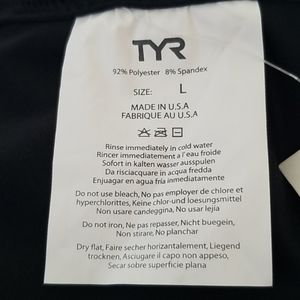 TYR
92% Polyester 8% Spandex
SIZE: L
MADE IN U.S.A
FABRIQUE AU U.S.A
Rinse immediately in cold water
Rincer immediatement a l'eau froide
Sofort in kalten wasser ausspulen
Da risciacquare in acqua fredda
Enjuagar en agua mismo fria
Do not use bleach, No pas employer de chlore et
hyperchlorittes, Keine chlor-und loesungsmittel
Non usare candeggina, No usar lejia
Do not iron, Ne pas repasser, Nicht buegein,
Non stirare, No planchar
Dry flat, Faire secher horizontalement, Liegend
trocknen, Asciugare il capo non appeso,
Secar sobre superficie plana